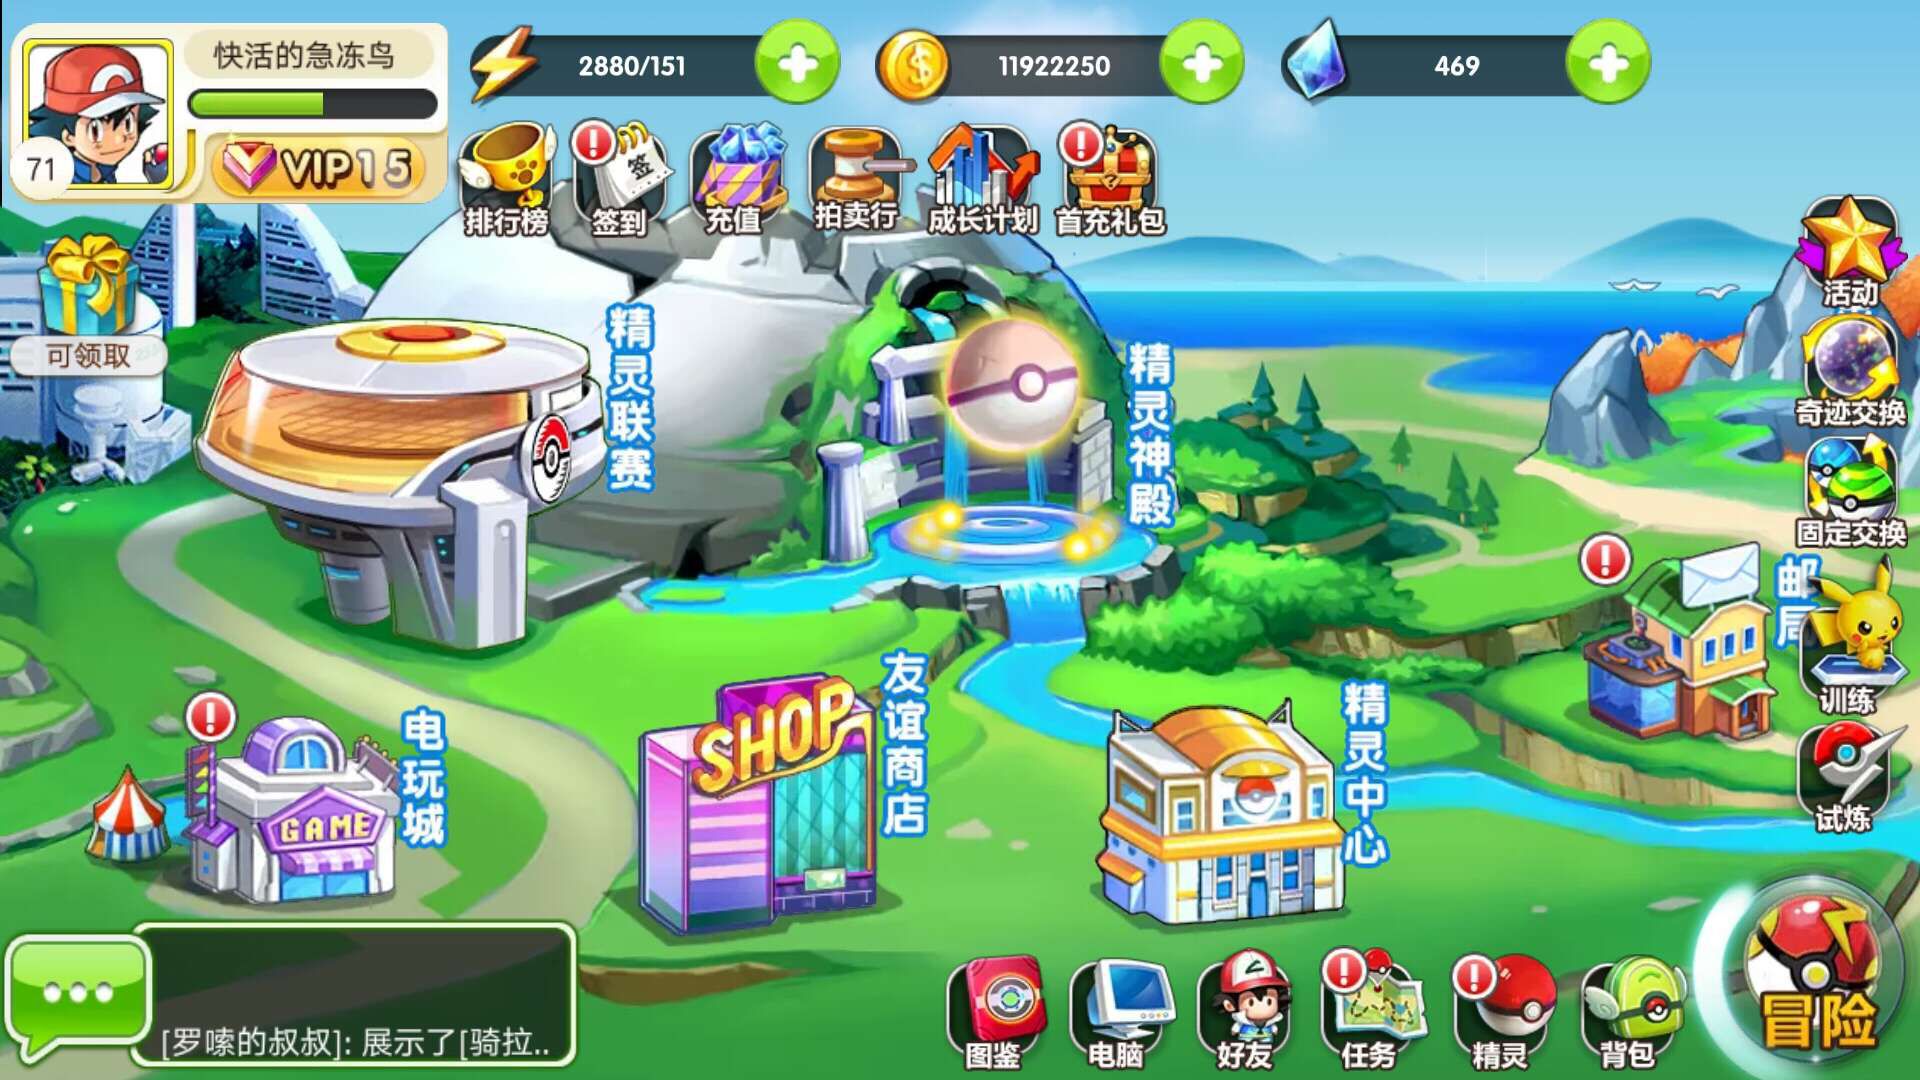 快活的急冻鸟
71
VIP15
2880/151
11922250
469
排行榜
签
签到
充值
拍卖行
成长计划
首充礼包
可领取
活动
奇迹交换
固定交换
训练
试炼
精灵联赛
精灵神殿
邮局
电玩城
GAME
友谊商店
SHOP
精灵中心
[罗嗦的叔叔]: 展示了[骑拉..
图鉴
电脑
好友
任务
精灵
背包
冒险